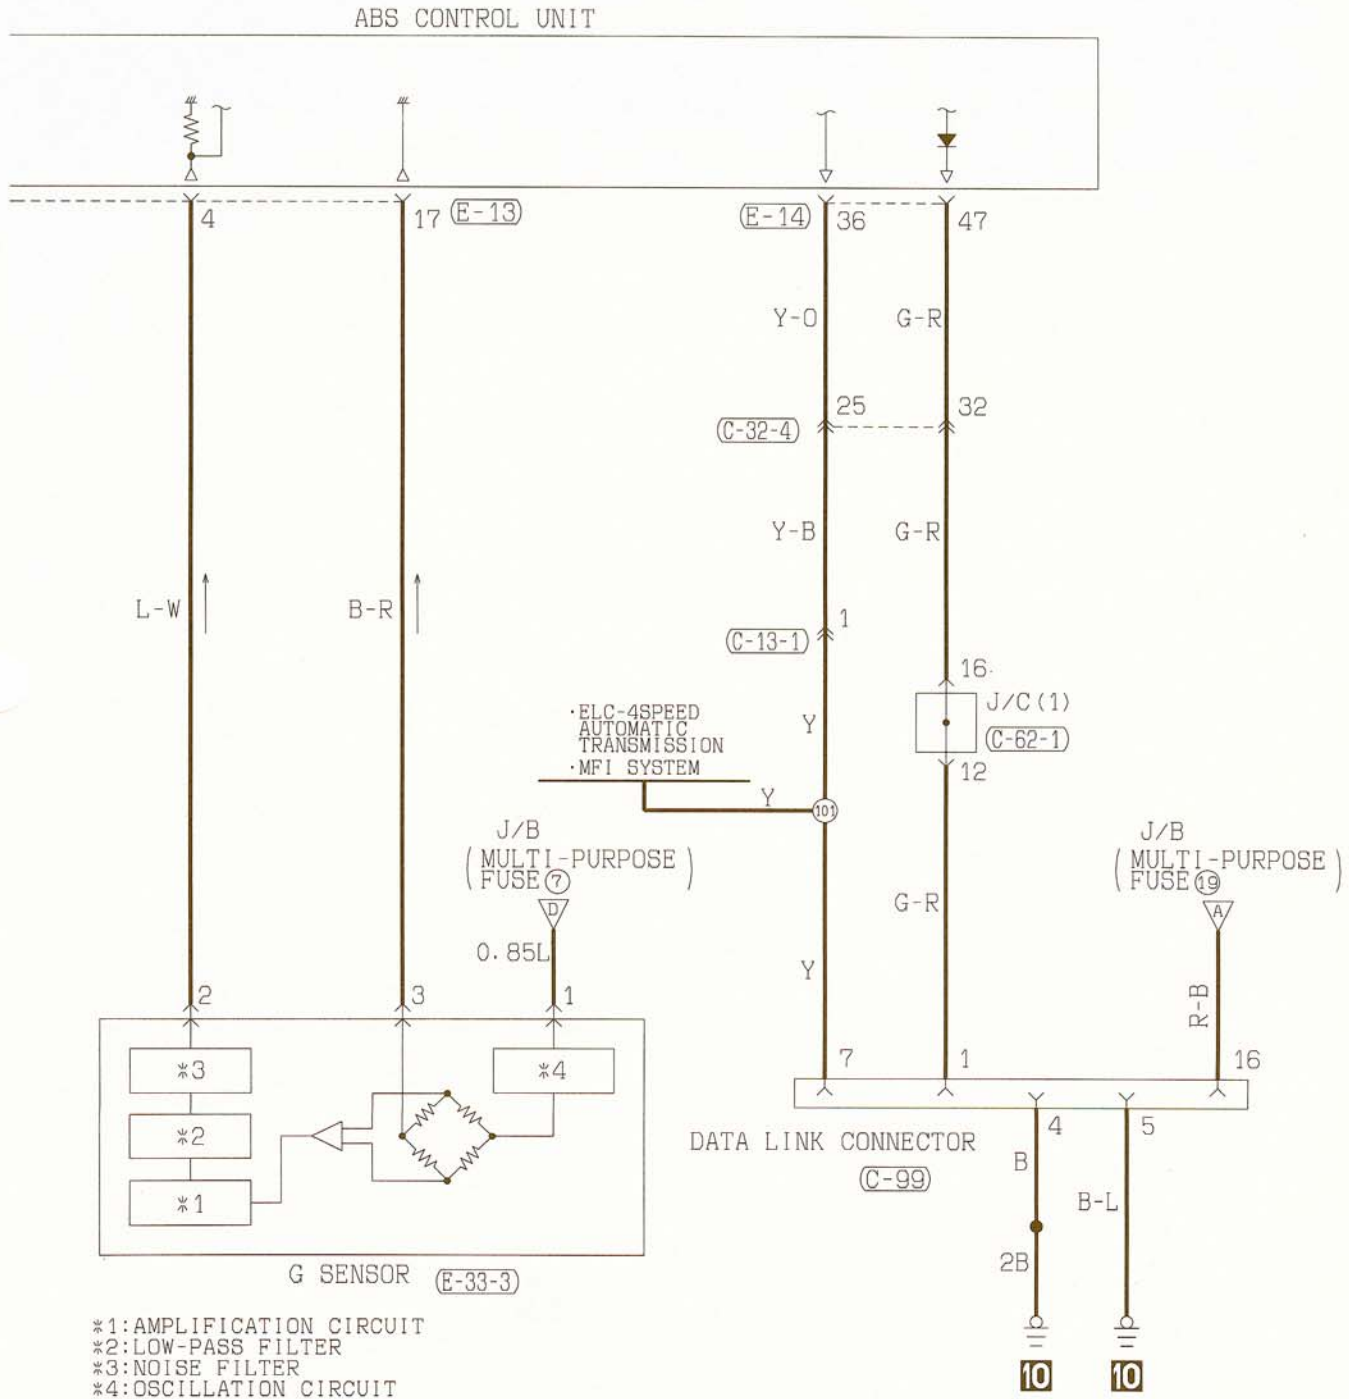 ABS CONTROL UNIT
4
17
(E-13)
(E-14)
36
47
Y-O
G-R
25
32
(C-32-4)
Y-B
G-R
L-W
B-R
1
(C-13-1)
16
J/C(1)
(C-62-1)
·ELC-4SPEED
AUTOMATIC
TRANSMISSION
·MFI SYSTEM
Y
12
Y
101
J/B
(MULTI-PURPOSE
FUSE 7)
D
J/B
(MULTI-PURPOSE
FUSE 19)
A
G-R
0.85L
Y
R-B
2
3
1
7
1
16
*3
*4
*2
*1
4
5
DATA LINK CONNECTOR
(C-99)
B
B-L
2B
G SENSOR
(E-33-3)
*1:AMPLIFICATION CIRCUIT
*2:LOW-PASS FILTER
*3:NOISE FILTER
*4:OSCILLATION CIRCUIT
10
10